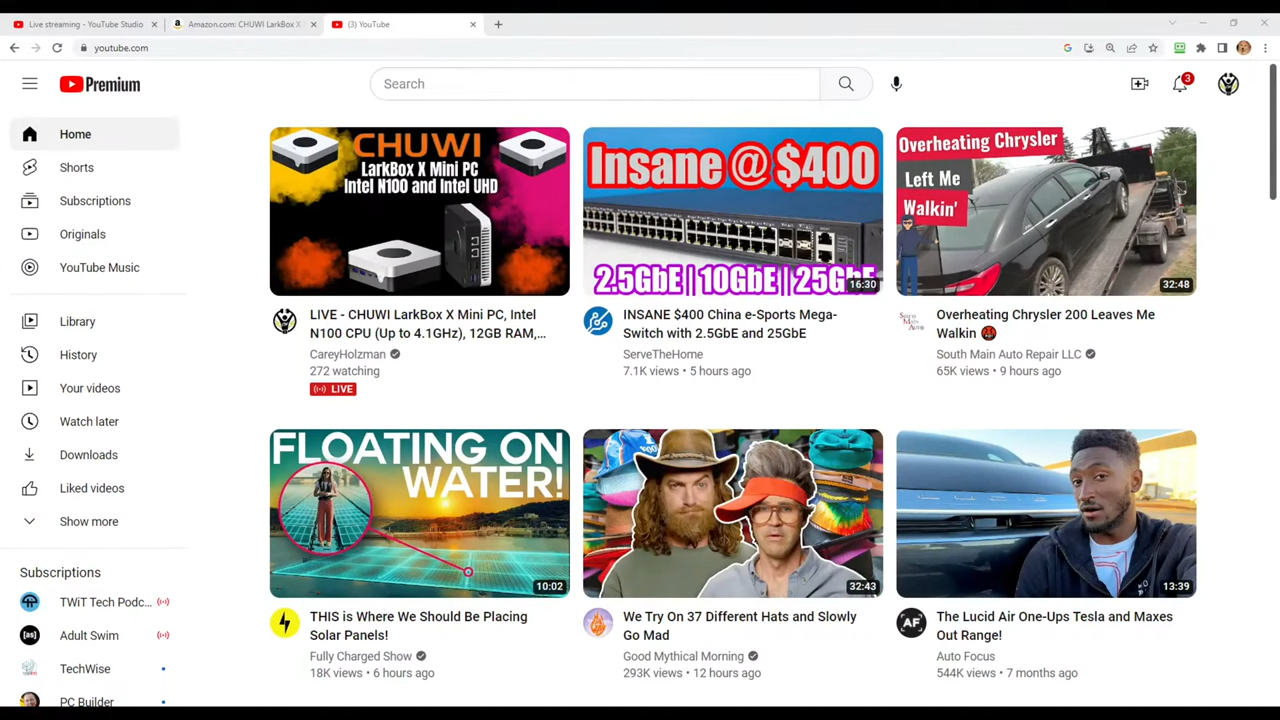 Live streaming - YouTube Studio
Amazon.com: CHUWI LarkBox X
(3) YouTube
youtube.com
Premium
Search
3
Home
Shorts
Subscriptions
Originals
YouTube Music
Library
History
Your videos
Watch later
Downloads
Liked videos
Show more
Subscriptions
TWiT Tech Podc...
Adult Swim
TechWise
PC Builder
CHUWI
LarkBox X Mini PC
Intel N100 and Intel UHD
LIVE - CHUWI LarkBox X Mini PC, Intel
N100 CPU (Up to 4.1GHz), 12GB RAM,...
CareyHolzman
272 watching
LIVE
Insane @ $400
2.5GbE | 10GbE | 25GbE
16:30
INSANE $400 China e-Sports Mega-
Switch with 2.5GbE and 25GbE
ServeTheHome
7.1K views • 5 hours ago
Overheating Chrysler
Left Me
Walkin'
32:48
South Main Auto
Overheating Chrysler 200 Leaves Me
Walkin
South Main Auto Repair LLC
65K views • 9 hours ago
FLOATING ON
WATER!
10:02
THIS is Where We Should Be Placing
Solar Panels!
Fully Charged Show
18K views • 6 hours ago
32:43
We Try On 37 Different Hats and Slowly
Go Mad
Good Mythical Morning
293K views • 12 hours ago
LUCID
13:39
AF
The Lucid Air One-Ups Tesla and Maxes
Out Range!
Auto Focus
544K views • 7 months ago